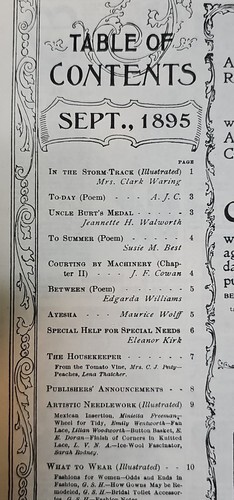 TABLE OF
CONTENTS
SEPT., 1895
PAGE
IN THE STORM-TRACK (Illustrated) 1
Mrs. Clark Waring
TO-DAY (Poem) - - - A. J. C. 3
UNCLE BURT'S MEDAL - - - 3
Jeannette H. Walworth
TO SUMMER (Poem) - - - - 4
Susie M. Best
COURTING BY MACHINERY (Chap-
ter II) - - - J. F. Cowan 4
BETWEEN (Poem) - - - - 5
Edgarda Williams
AYESHA - - Maurice Wolff 5
SPECIAL HELP FOR SPECIAL NEEDS 6
Eleanor Kirk
THE HOUSEKEEPER - - - - 7
From the Tomato Vine, Mrs. C. J. Pedy—
Peaches, Lena Thatcher.
PUBLISHERS' ANNOUNCEMENTS - - 8
ARTISTIC NEEDLEWORK (Illustrated) 9
Mexican Insertion, Freeman—
Wheel for Tidy, Emily Wentworth—Fan
Lace, Lilian Woodworth—Button Basket, E.
E. Doran—Finish of Corners in Knitted
Lace, L. V. N. A.—Ice-Wool Fascinator,
Sarah Rodney.
WHAT TO WEAR (Illustrated) - - 10
Fashions for Women—Odds and Ends in
Fashion, G. S. H.—How Gowns May be Re-
modeled, G. S. H.—Bridal Toilet Accesso-